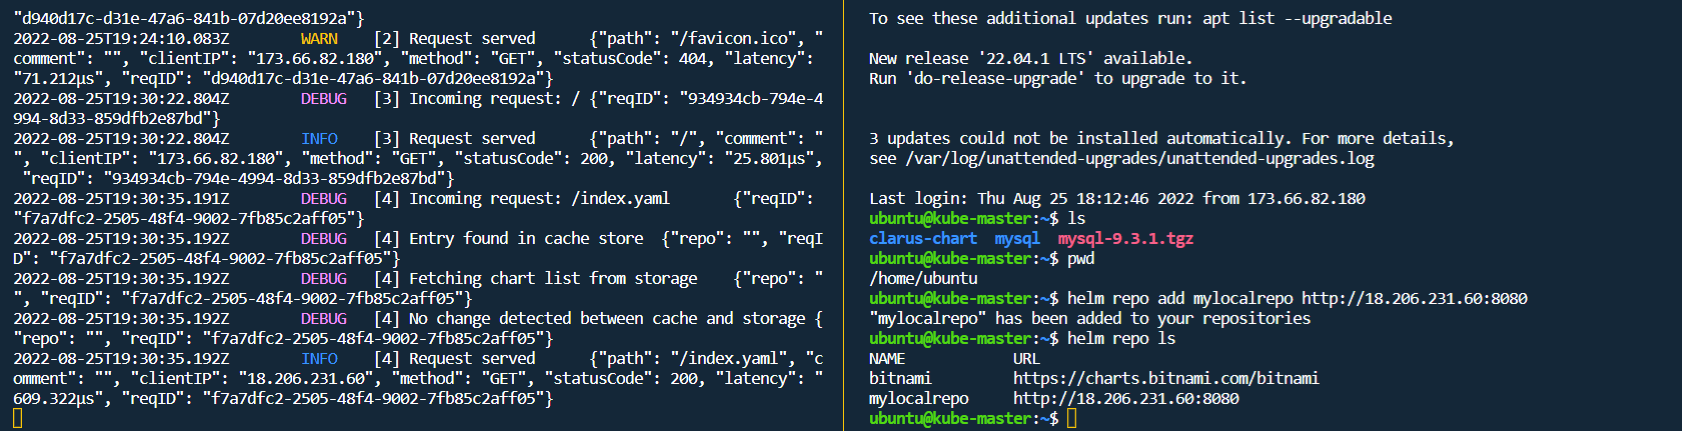 "d940d17c-d31e-47a6-841b-07d20ee8192a"}
2022-08-25T19:24:10.083Z        WARN    [2] Request served      {"path": "/favicon.ico", "
comment": "", "clientIP": "173.66.82.180", "method": "GET", "statusCode": 404, "latency":
"71.212µs", "reqID": "d940d17c-d31e-47a6-841b-07d20ee8192a"}
2022-08-25T19:30:22.804Z        DEBUG   [3] Incoming request: / {"reqID": "934934cb-794e-4
994-8d33-859dfb2e87bd"}
2022-08-25T19:30:22.804Z        INFO    [3] Request served      {"path": "/", "comment": "
", "clientIP": "173.66.82.180", "method": "GET", "statusCode": 200, "latency": "25.801µs",
 "reqID": "934934cb-794e-4994-8d33-859dfb2e87bd"}
2022-08-25T19:30:35.191Z        DEBUG   [4] Incoming request: /index.yaml       {"reqID":
"f7a7dfc2-2505-48f4-9002-7fb85c2aff05"}
2022-08-25T19:30:35.192Z        DEBUG   [4] Entry found in cache store  {"repo": "", "reqI
D": "f7a7dfc2-2505-48f4-9002-7fb85c2aff05"}
2022-08-25T19:30:35.192Z        DEBUG   [4] Fetching chart list from storage    {"repo": "
", "reqID": "f7a7dfc2-2505-48f4-9002-7fb85c2aff05"}
2022-08-25T19:30:35.192Z        DEBUG   [4] No change detected between cache and storage {
"repo": "", "reqID": "f7a7dfc2-2505-48f4-9002-7fb85c2aff05"}
2022-08-25T19:30:35.192Z        INFO    [4] Request served      {"path": "/index.yaml", "c
omment": "", "clientIP": "18.206.231.60", "method": "GET", "statusCode": 200, "latency": "
609.322µs", "reqID": "f7a7dfc2-2505-48f4-9002-7fb85c2aff05"}
To see these additional updates run: apt list --upgradable
New release '22.04.1 LTS' available.
Run 'do-release-upgrade' to upgrade to it.
3 updates could not be installed automatically. For more details,
see /var/log/unattended-upgrades/unattended-upgrades.log
Last login: Thu Aug 25 18:12:46 2022 from 173.66.82.180
ubuntu@kube-master:~$ ls
clarus-chart  mysql  mysql-9.3.1.tgz
ubuntu@kube-master:~$ pwd
/home/ubuntu
ubuntu@kube-master:~$ helm repo add mylocalrepo http://18.206.231.60:8080
"mylocalrepo" has been added to your repositories
ubuntu@kube-master:~$ helm repo ls
NAME            URL
bitnami         https://charts.bitnami.com/bitnami
mylocalrepo     http://18.206.231.60:8080
ubuntu@kube-master:~$